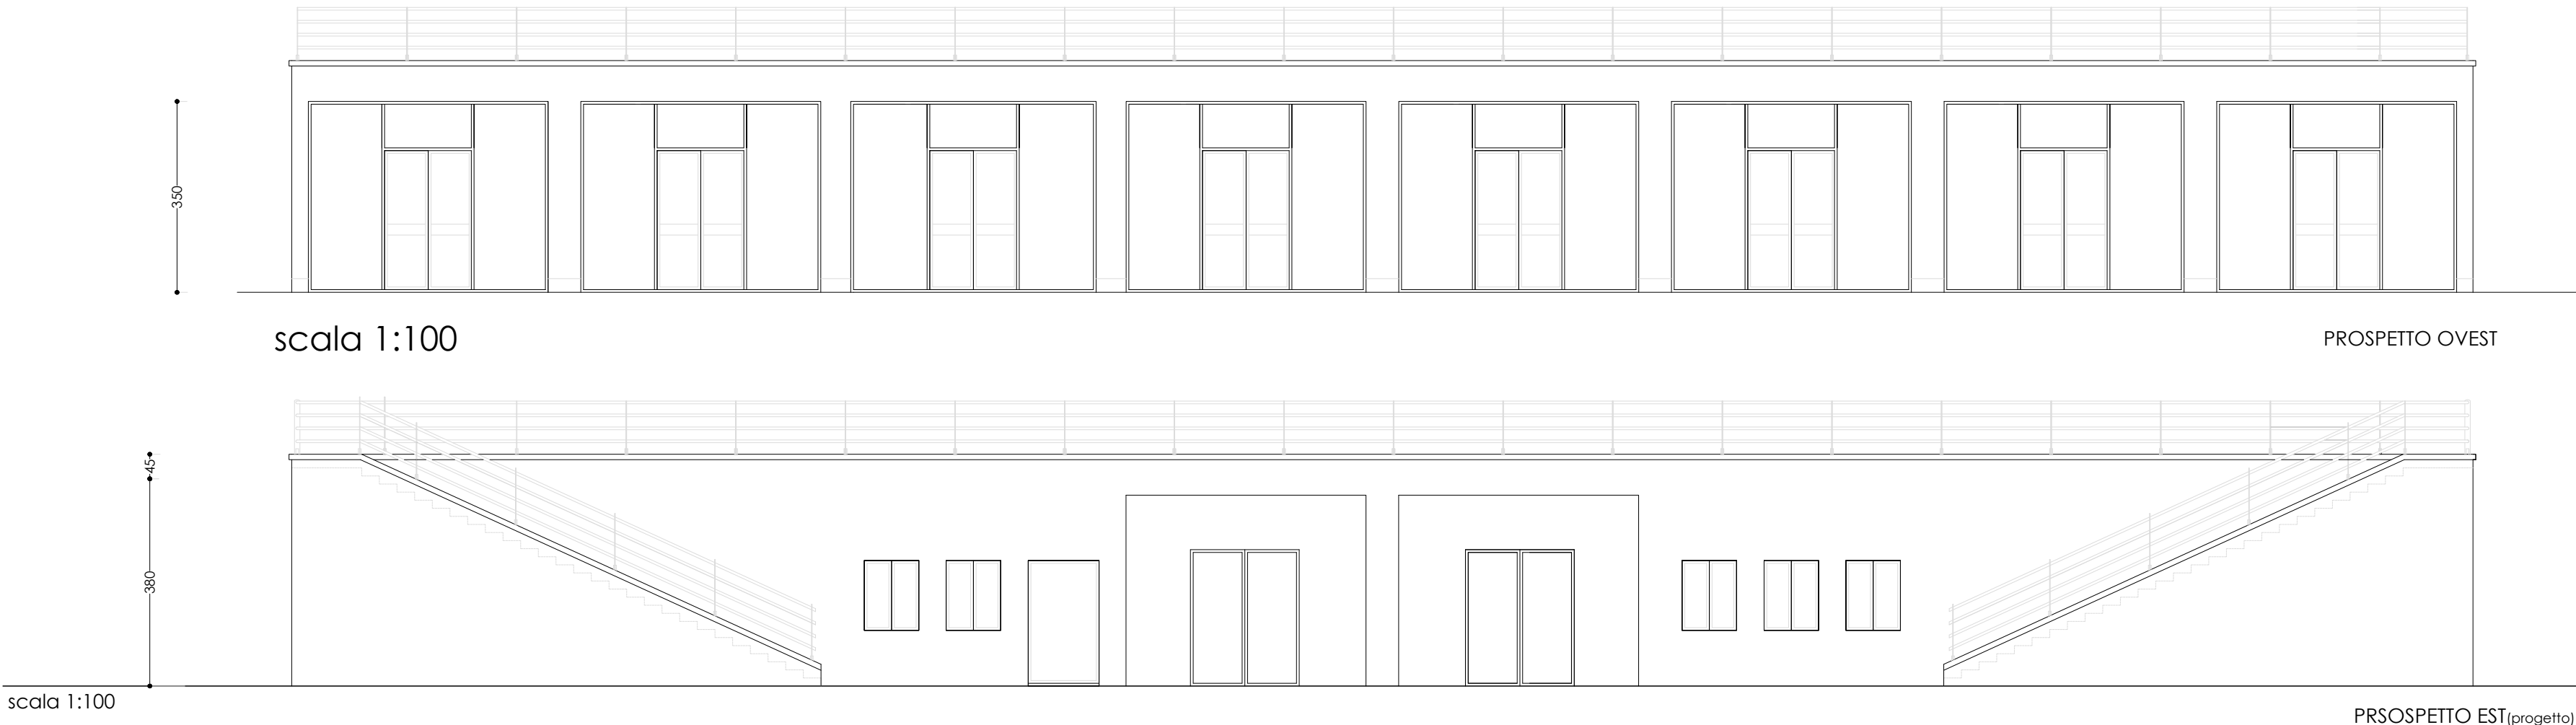 350
scala 1:100
PROSPETTO OVEST
45
380
scala 1:100
PRSOSPETTO EST(progetto)